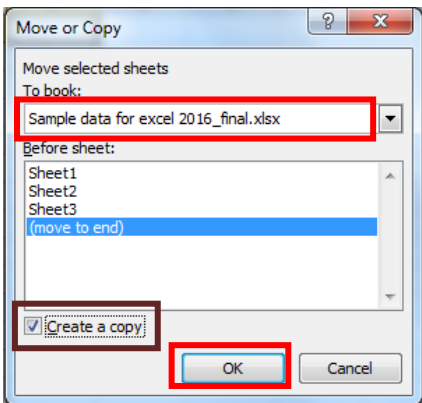 Move or Copy
Move selected sheets
To book:
Sample data for excel 2016_final.xlsx
Before sheet:
Sheet1
Sheet2
Sheet3
(move to end)
Create a copy
OK Cancel